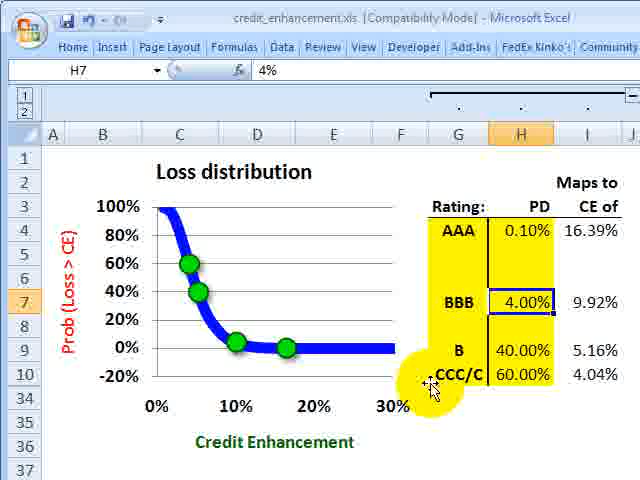 credit_enhancement.xls [Compatibility Mode] - Microsoft Excel
Home Insert Page Layout Formulas Data Review View Developer Add-Ins FedEx Kinko's Community
H7 fx 4%
1
2
A B C D E F G H I J
1
2 Loss distribution Maps to
3 100% Rating: PD CE of
4 80% AAA 0.10% 16.39%
5 60%
6 40%
7 20% BBB 4.00% 9.92%
8
9 0% B 40.00% 5.16%
10 -20% CCC/C 60.00% 4.04%
34 0% 10% 20% 30%
35
36 Credit Enhancement
37
Prob (Loss > CE)